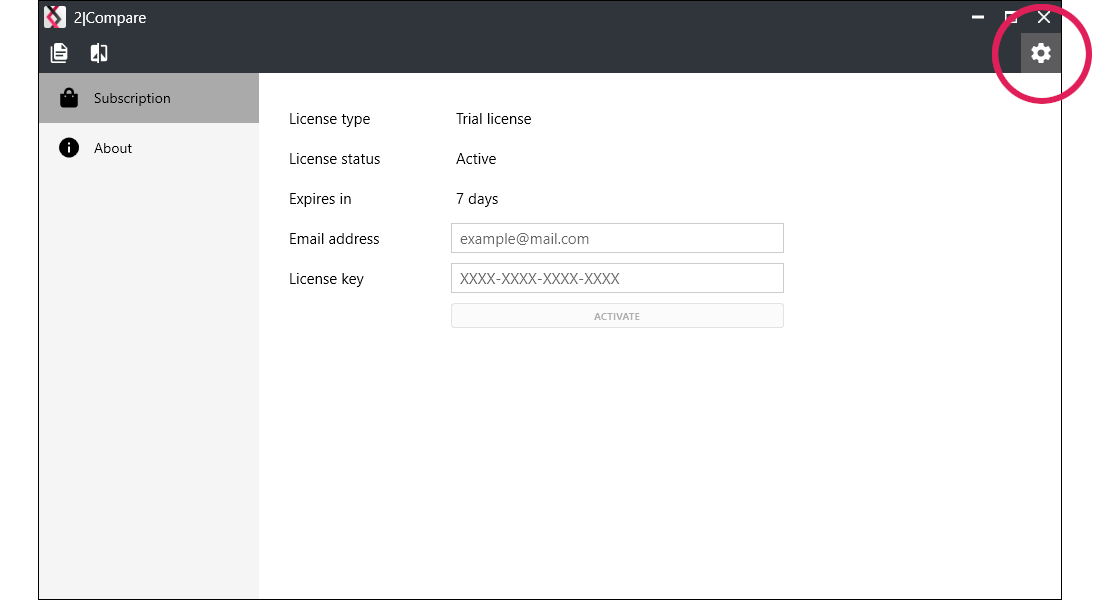 2|Compare
Subscription
About
License type Trial license
License status Active
Expires in 7 days
Email address example@mail.com
License key XXXX-XXXX-XXXX-XXXX
ACTIVATE